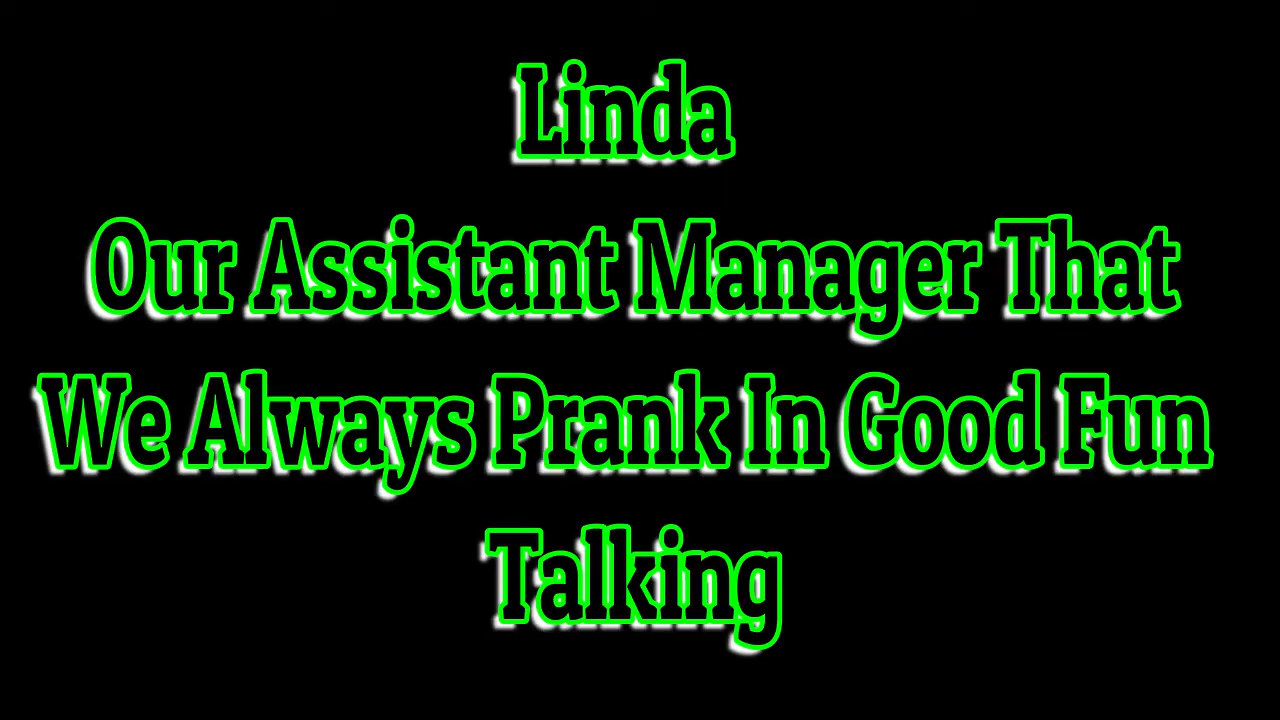 Linda
Our Assistant Manager That
We Always Prank In Good Fun
Talking